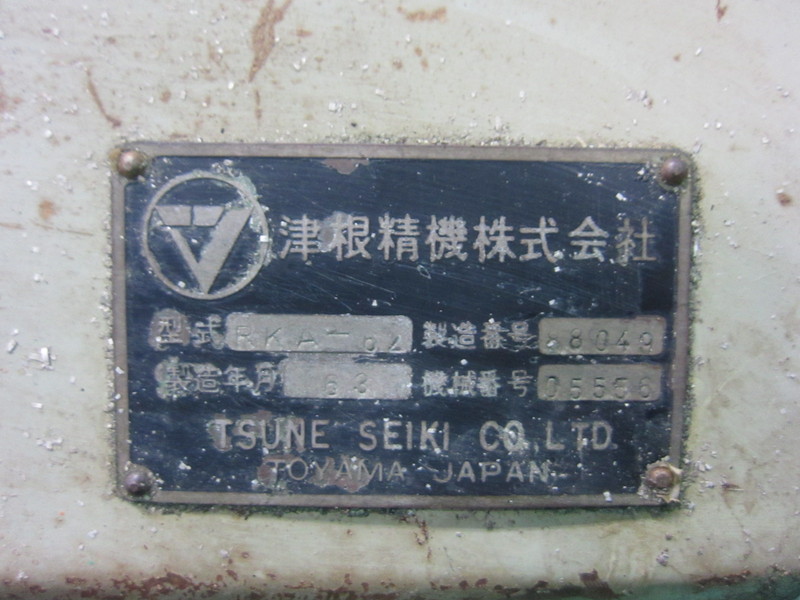 津根精機株式会社
型式 RKA-62 製造番号 8049
製造年月 63 機械番号 05556
TSUNE SEIKI CO.,LTD
TOYAMA JAPAN